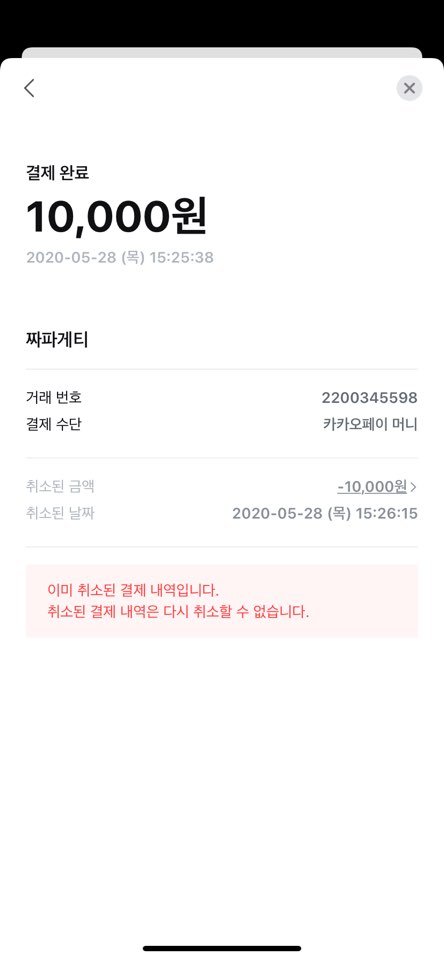 결제 완료
10,000원
2020-05-28 (목) 15:25:38
짜파게티
거래 번호 2200345598
결제 수단 카카오페이 머니
취소된 금액 -10,000원
취소된 날짜 2020-05-28 (목) 15:26:15
이미 취소된 결제 내역입니다.
취소된 결제 내역은 다시 취소할 수 없습니다.